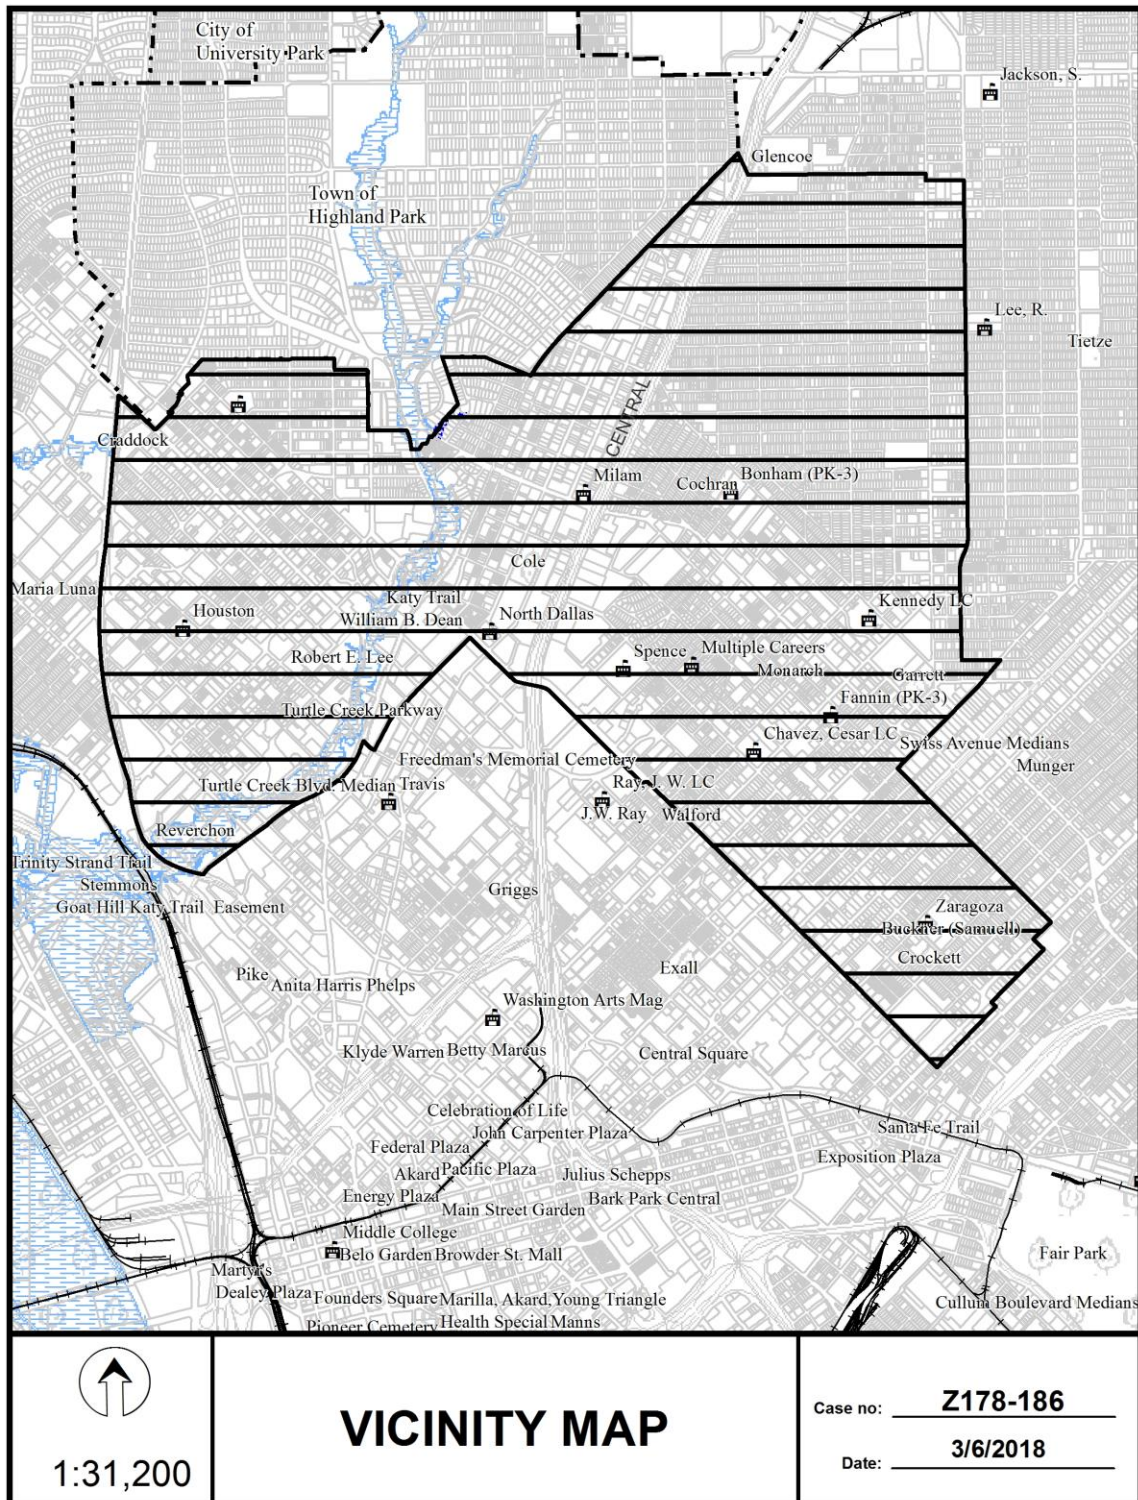 City of
University Park
Jackson, S.
Glencoe
Town of
Highland Park
Lee, R.
Tietze
CENTRAL
Craddock
Milam
Cochran
Bonham (PK-3)
Cole
Maria Luna
Katy Trail
Houston
William B. Dean
North Dallas
Kennedy LC
Robert E. Lee
Spence
Multiple Careers
Monarch
Garrett
Fannin (PK-3)
Turtle Creek Parkway
Chavez, Cesar LC
Swiss Avenue Medians
Munger
Freedman's Memorial Cemetery
Turtle Creek Blvd. Median
Travis
Ray, J. W. LC
J.W. Ray
Walford
Reverchon
Trinity Strand Trail
Stemmons
Goat Hill
Katy Trail Easement
Griggs
Zaragoza
Buckner (Samuell)
Crockett
Exall
Pike
Anita Harris Phelps
Washington Arts Mag
Klyde Warren
Betty Marcus
Central Square
Celebration of Life
John Carpenter Plaza
Santa Fe Trail
Federal Plaza
Exposition Plaza
Akard
Pacific Plaza
Julius Schepps
Energy Plaza
Bark Park Central
Main Street Garden
Middle College
Belo Garden
Browder St. Mall
Fair Park
Martyr's
Dealey Plaza
Founders Square
Marilla, Akard, Young Triangle
Cullum Boulevard Medians
Pioneer Cemetery
Health Special
Manns
1:31,200
VICINITY MAP
Case no: Z178-186
Date: 3/6/2018